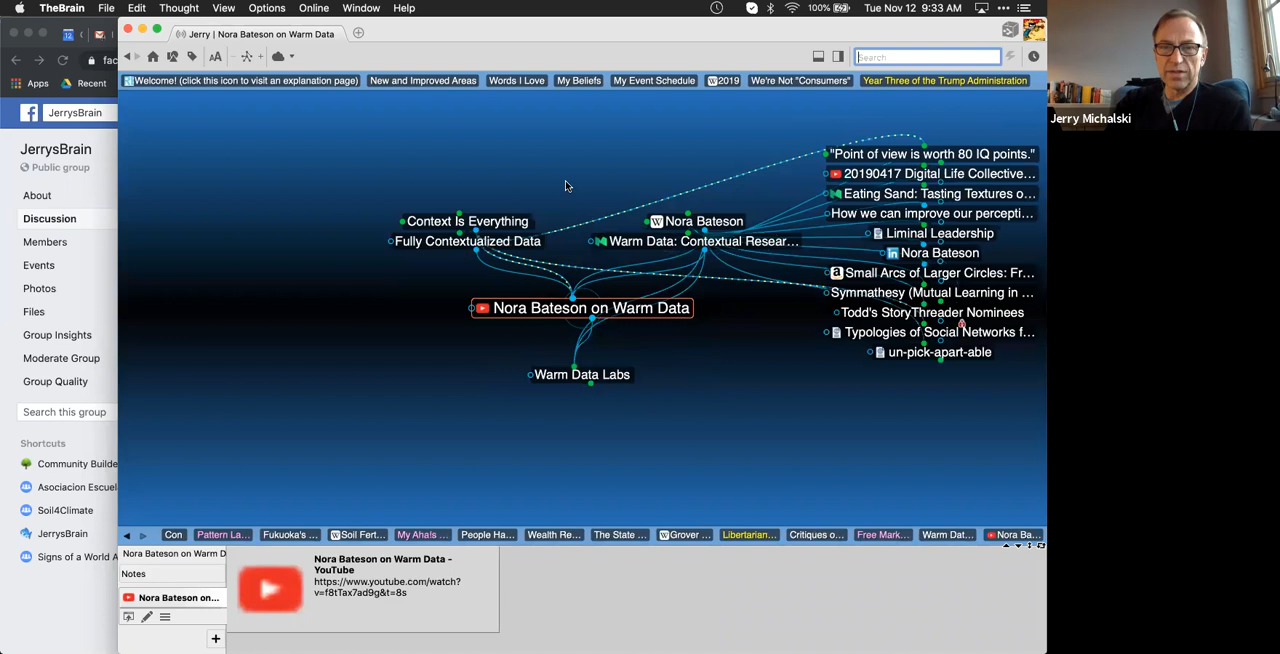 TheBrain File Edit Thought View Options Online Window Help 100% Tue Nov 12 9:33 AM
Jerry | Nora Bateson on Warm Data
12
fac
Search
Apps Recent
Welcome! (click this icon to visit an explanation page) New and Improved Areas Words I Love My Beliefs My Event Schedule 2019 We're Not "Consumers" Year Three of the Trump Administration
JerrysBrain
Jerry Michalski
JerrysBrain
Public group
About
Discussion
Members
Events
Photos
Files
Group Insights
Moderate Group
Group Quality
Search this group
Shortcuts
Community Builde
Asociacion Escuel
Soil4Climate
JerrysBrain
Signs of a World A
Context Is Everything
Fully Contextualized Data
Nora Bateson
Warm Data: Contextual Resear...
Nora Bateson on Warm Data
Warm Data Labs
"Point of view is worth 80 IQ points."
20190417 Digital Life Collective...
Eating Sand: Tasting Textures o...
How we can improve our percepti...
Liminal Leadership
Nora Bateson
Small Arcs of Larger Circles: Fr...
Symmathesy (Mutual Learning in ...
Todd's StoryThreader Nominees
Typologies of Social Networks f...
un-pick-apart-able
Con Pattern La... Fukuoka's ... Soil Fert... My Aha!s ... People Ha... Wealth Re... The State ... Grover ... Libertarian... Critiques o... Free Mark... Warm Dat... Nora Ba...
Nora Bateson on Warm D
Notes
Nora Bateson on...
Nora Bateson on Warm Data -
YouTube
https://www.youtube.com/watch?
v=f8tTax7ad9g&t=8s